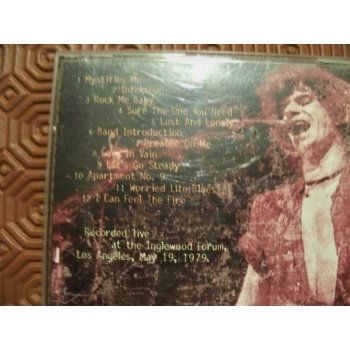 1 Mystifies Me
2 Infekshun
3 Rock Me Baby
4 Sure The One You Need
5 Lost And Lonely
6 Band Introduction
7 Breathe On Me
8 Love In Vain
9 Let's Go Steady
10 Apartment No. 9
11 Worried Life Blues
12 I Can Feel The Fire
Recorded live
at the Inglewood Forum,
Los Angeles, May 19, 1979.